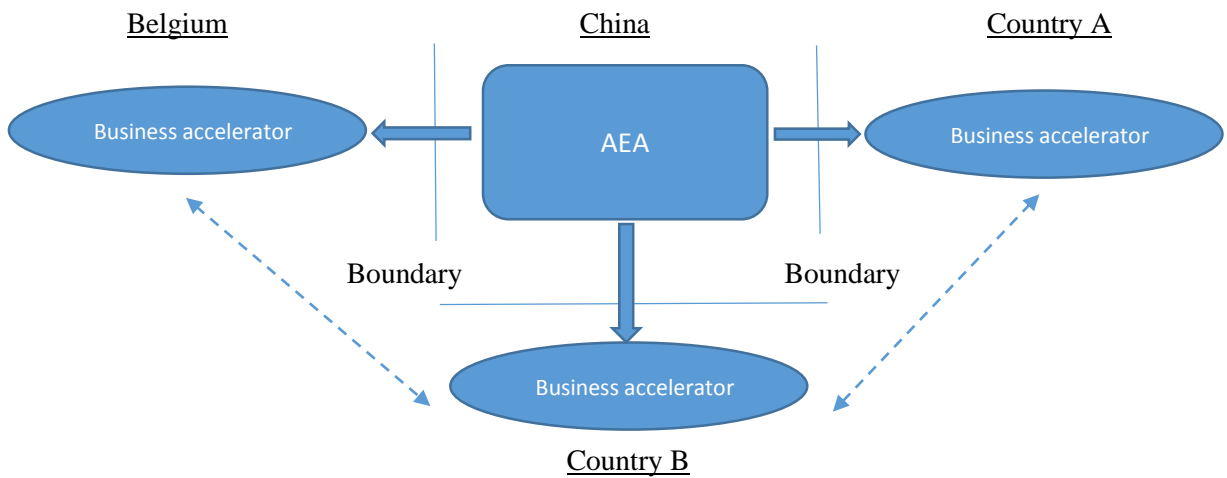 Belgium
China
Country A
Business accelerator
AEA
Business accelerator
Boundary
Boundary
Business accelerator
Country B